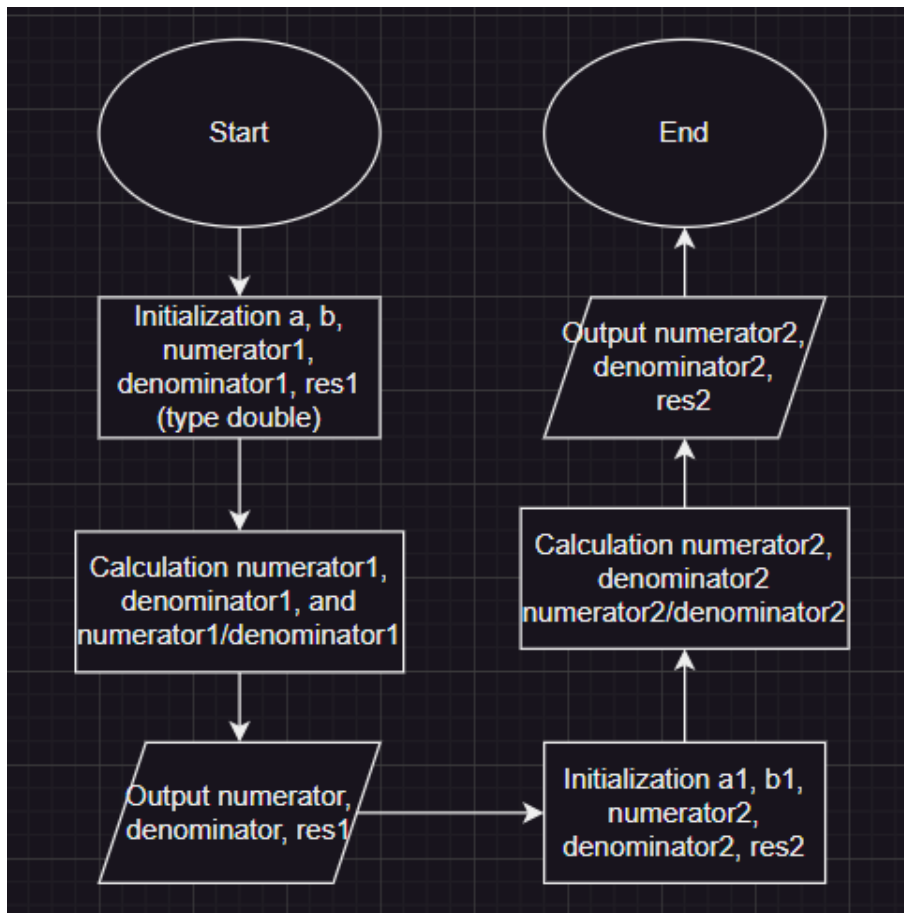 Start
Initialization a, b,
numerator1,
denominator1, res1
(type double)
Calculation numerator1,
denominator1, and
numerator1/denominator1
Output numerator,
denominator, res1
Initialization a1, b1,
numerator2,
denominator2, res2
Calculation numerator2,
denominator2
numerator2/denominator2
Output numerator2,
denominator2,
res2
End